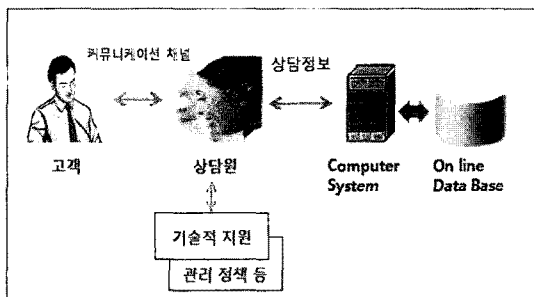 커뮤니케이션 채널
상담정보
고객
상담원
Computer
System
On line
Data Base
기술적 지원
관리 정책 등